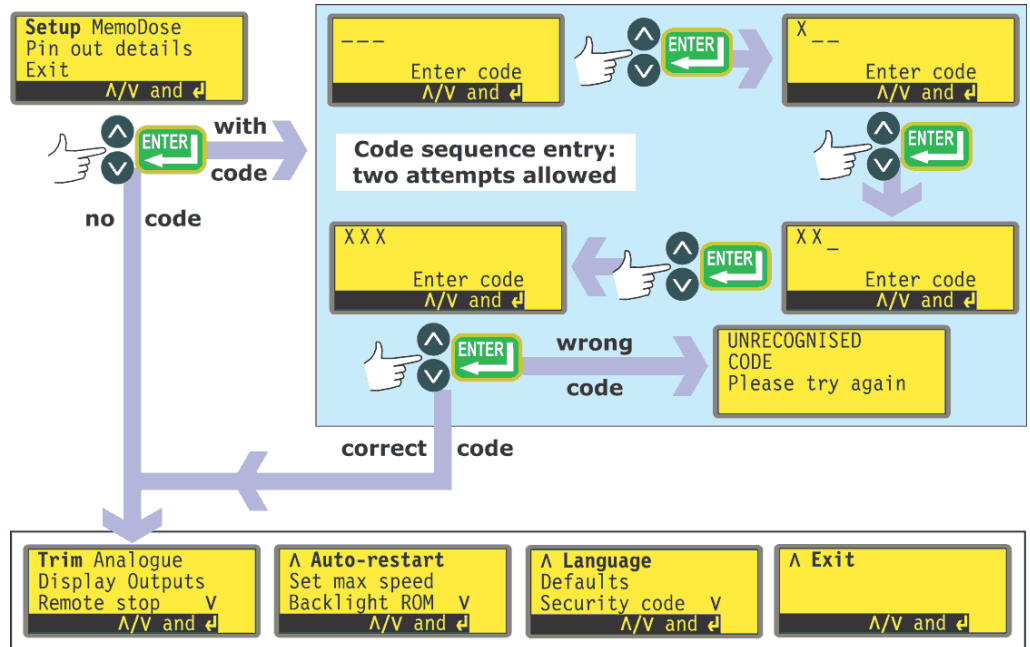 Setup MemoDose
Pin out details
Exit
Λ/V and ↲
ENTER
with
code
no code
_ _ _
Enter code
Λ/V and ↲
ENTER
X _ _
Enter code
Λ/V and ↲
Code sequence entry:
two attempts allowed
ENTER
X X _
Enter code
Λ/V and ↲
ENTER
X X X
Enter code
Λ/V and ↲
ENTER
wrong
code
UNRECOGNISED
CODE
Please try again
correct code
Trim Analogue
Display Outputs
Remote stop V
Λ/V and ↲
Λ Auto-restart
Set max speed
Backlight ROM V
Λ/V and ↲
Λ Language
Defaults
Security code V
Λ/V and ↲
Λ Exit
Λ/V and ↲